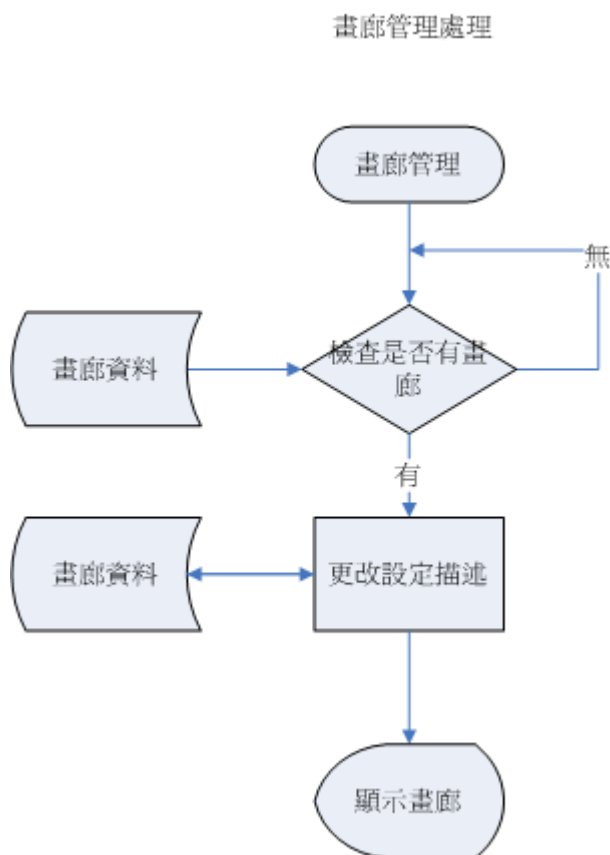 畫廊管理處理
畫廊管理
無
畫廊資料
檢查是否有畫
廊
有
畫廊資料
更改設定描述
顯示畫廊